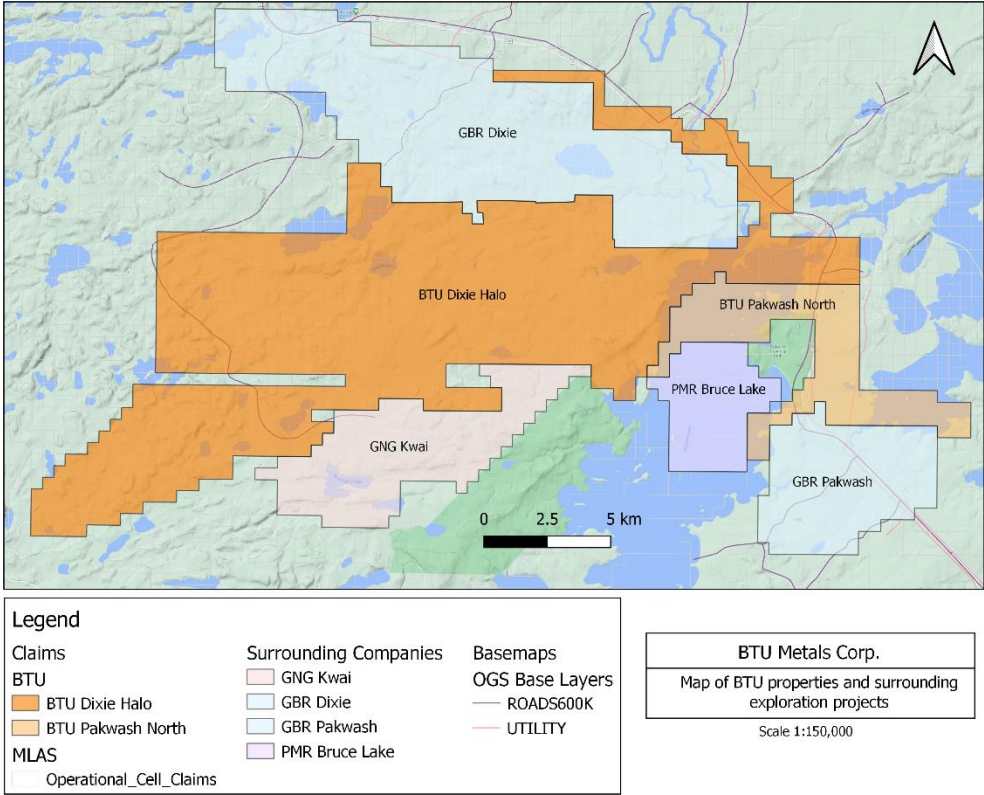 GBR Dixie
BTU Dixie Halo
BTU Pakwash North
PMR Bruce Lake
GNG Kwai
GBR Pakwash
0 2.5 5 km
Legend
Claims
BTU
BTU Dixie Halo
BTU Pakwash North
MLAS
Operational_Cell_Claims
Surrounding Companies
GNG Kwai
GBR Dixie
GBR Pakwash
PMR Bruce Lake
Basemaps
OGS Base Layers
ROADS600K
UTILITY
BTU Metals Corp.
Map of BTU properties and surrounding
exploration projects
Scale 1:150,000